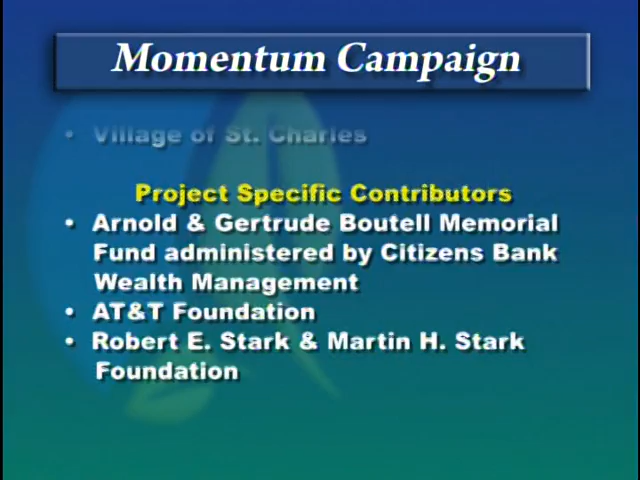 Momentum Campaign
• Village of St. Charles
Project Specific Contributors
• Arnold & Gertrude Boutell Memorial
Fund administered by Citizens Bank
Wealth Management
• AT&T Foundation
• Robert E. Stark & Martin H. Stark
Foundation